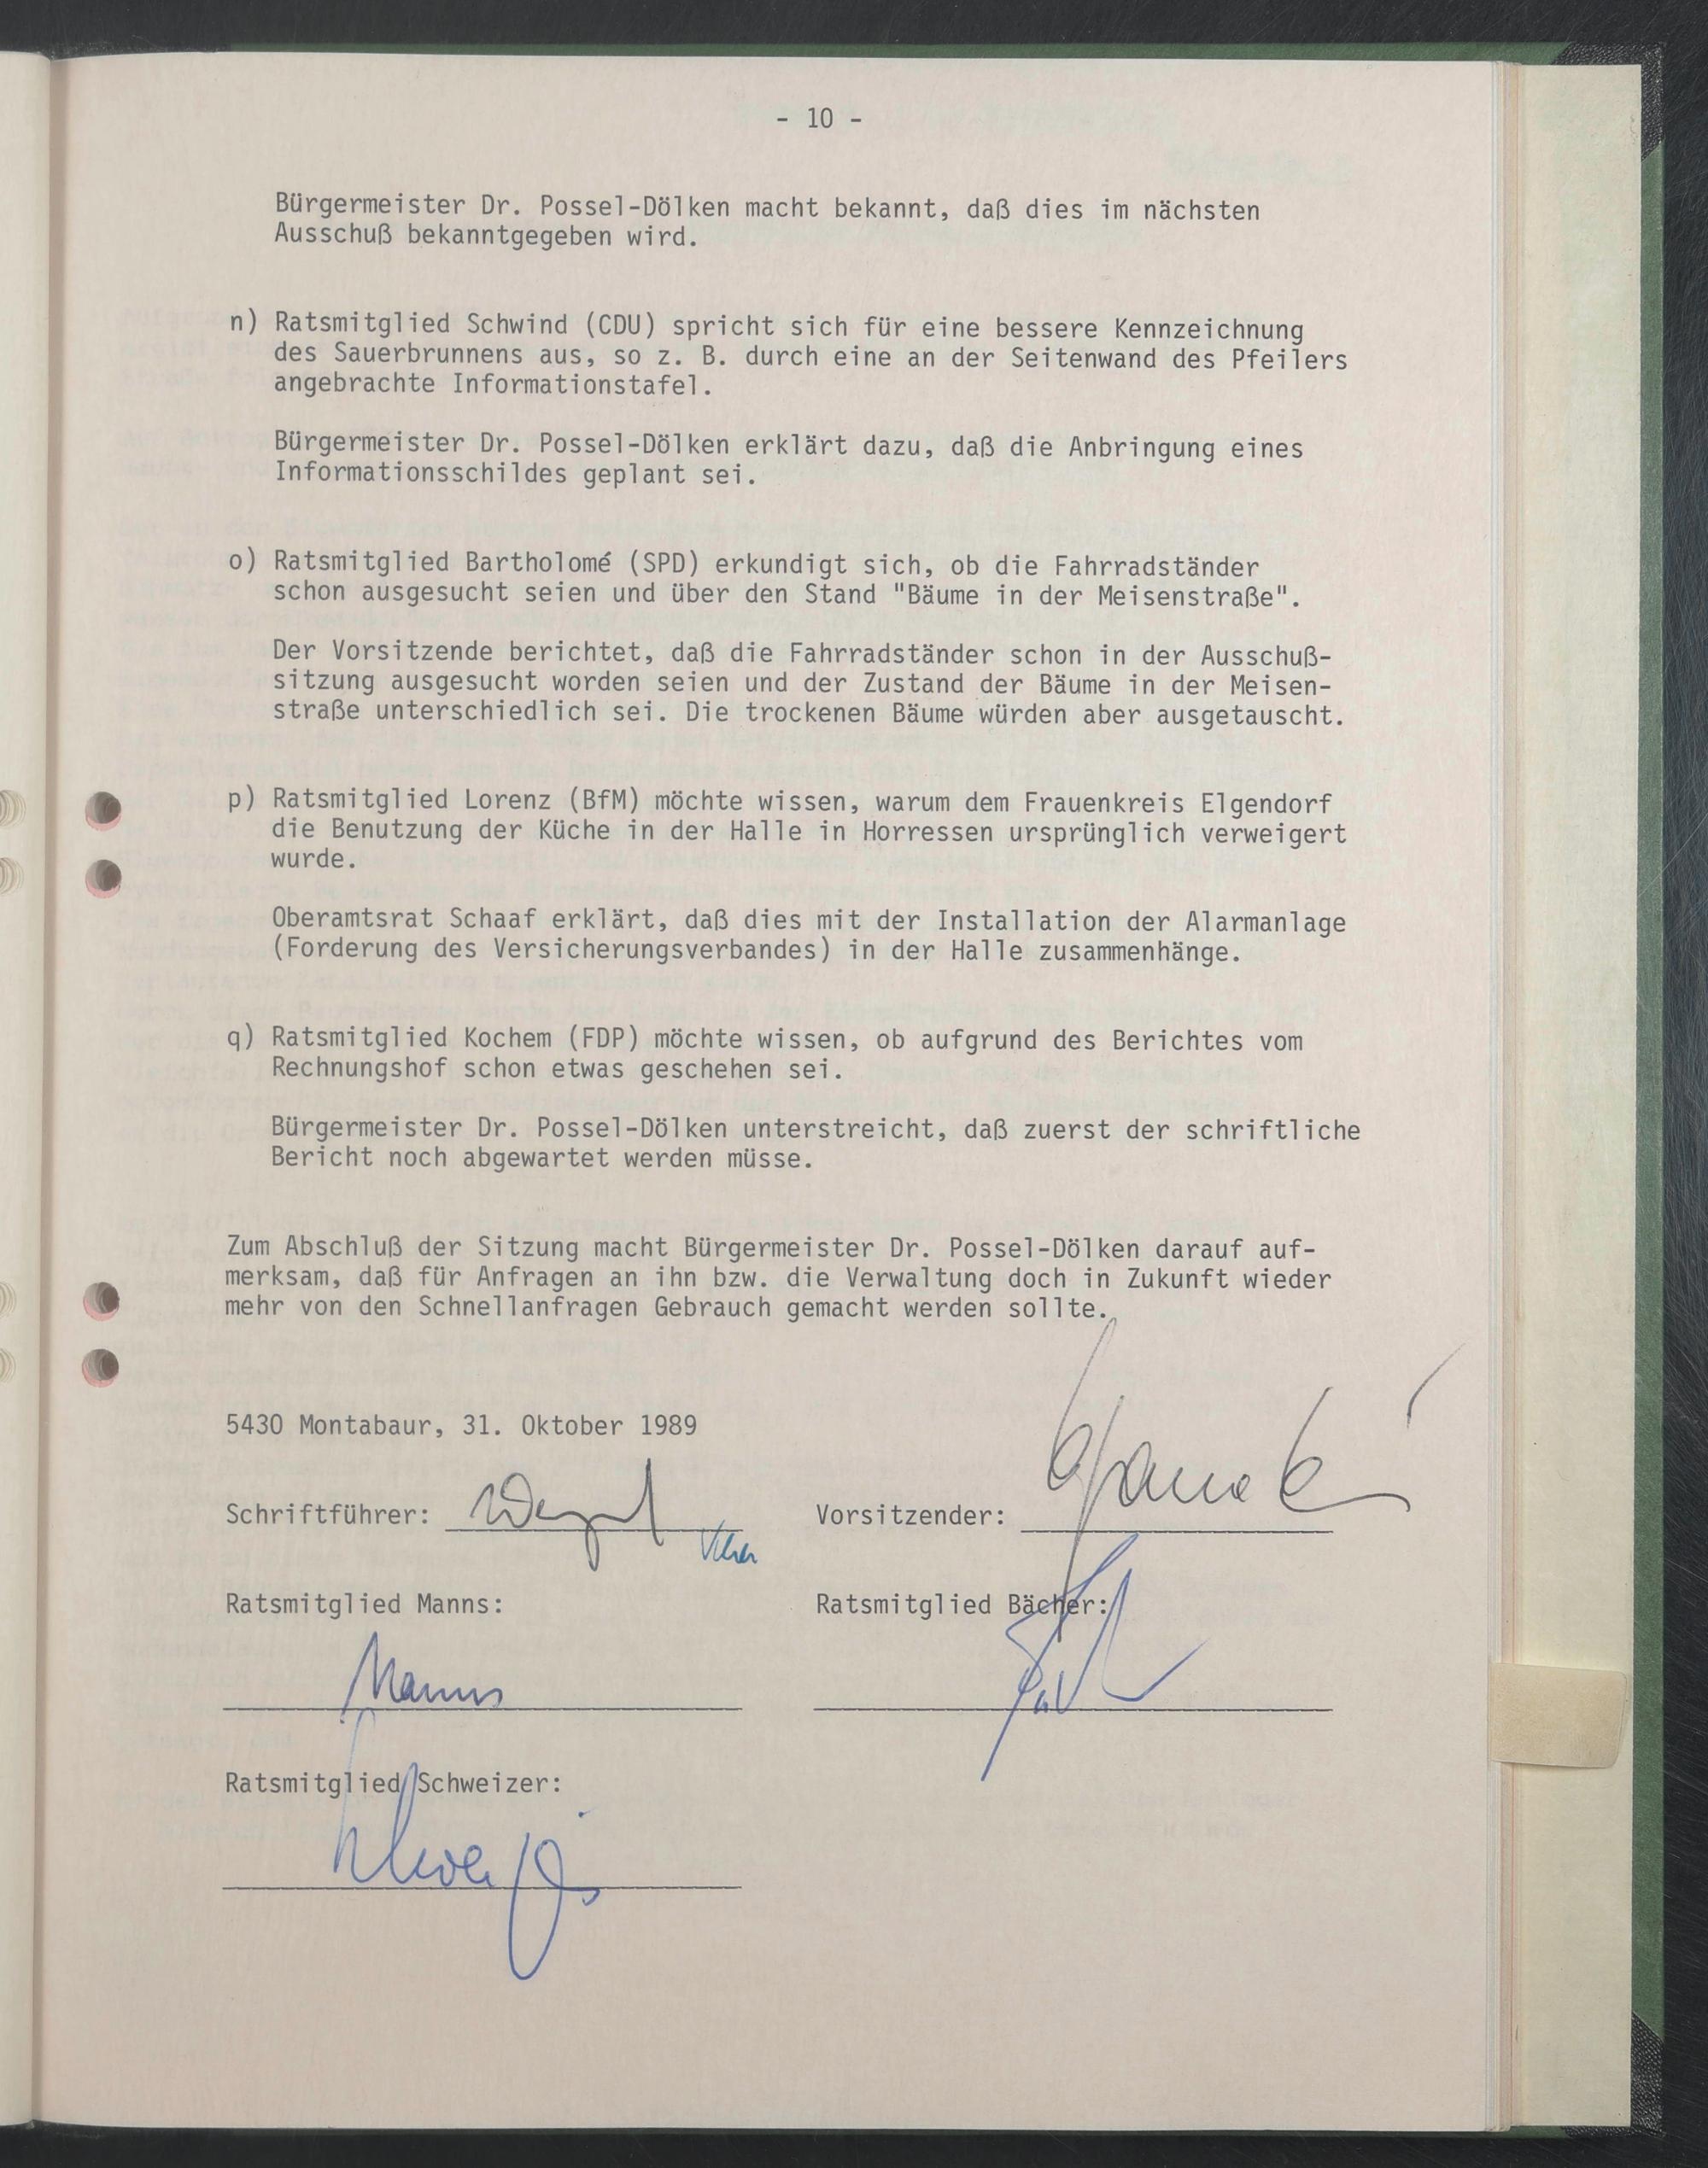 - 10 -
Bürgermeister Dr. Possel-Dölken macht bekannt, daß dies im nächsten
Ausschuß bekanntgegeben wird.
n) Ratsmitglied Schwind (CDU) spricht sich für eine bessere Kennzeichnung
des Sauerbrunnens aus, so z. B. durch eine an der Seitenwand des Pfeilers
angebrachte Informationstafel.
Bürgermeister Dr. Possel-Dölken erklärt dazu, daß die Anbringung eines
Informationsschildes geplant sei.
o) Ratsmitglied Bartholomé (SPD) erkundigt sich, ob die Fahrradständer
schon ausgesucht seien und über den Stand "Bäume in der Meisenstraße".
Der Vorsitzende berichtet, daß die Fahrradständer schon in der Ausschuß-
sitzung ausgesucht worden seien und der Zustand der Bäume in der Meisen-
straße unterschiedlich sei. Die trockenen Bäume würden aber ausgetauscht.
p) Ratsmitglied Lorenz (BfM) möchte wissen, warum dem Frauenkreis Elgendorf
die Benutzung der Küche in der Halle in Horressen ursprünglich verweigert
wurde.
Oberamtsrat Schaaf erklärt, daß dies mit der Installation der Alarmanlage
(Forderung des Versicherungsverbandes) in der Halle zusammenhänge.
q) Ratsmitglied Kochem (FDP) möchte wissen, ob aufgrund des Berichtes vom
Rechnungshof schon etwas geschehen sei.
Bürgermeister Dr. Possel-Dölken unterstreicht, daß zuerst der schriftliche
Bericht noch abgewartet werden müsse.
Zum Abschluß der Sitzung macht Bürgermeister Dr. Possel-Dölken darauf auf-
merksam, daß für Anfragen an ihn bzw. die Verwaltung doch in Zukunft wieder
mehr von den Schnellanfragen Gebrauch gemacht werden sollte.
5430 Montabaur, 31. Oktober 1989
Schriftführer: Vorsitzender:
Ratsmitglied Manns: Ratsmitglied Bächer:
Manns
Ratsmitglied Schweizer: